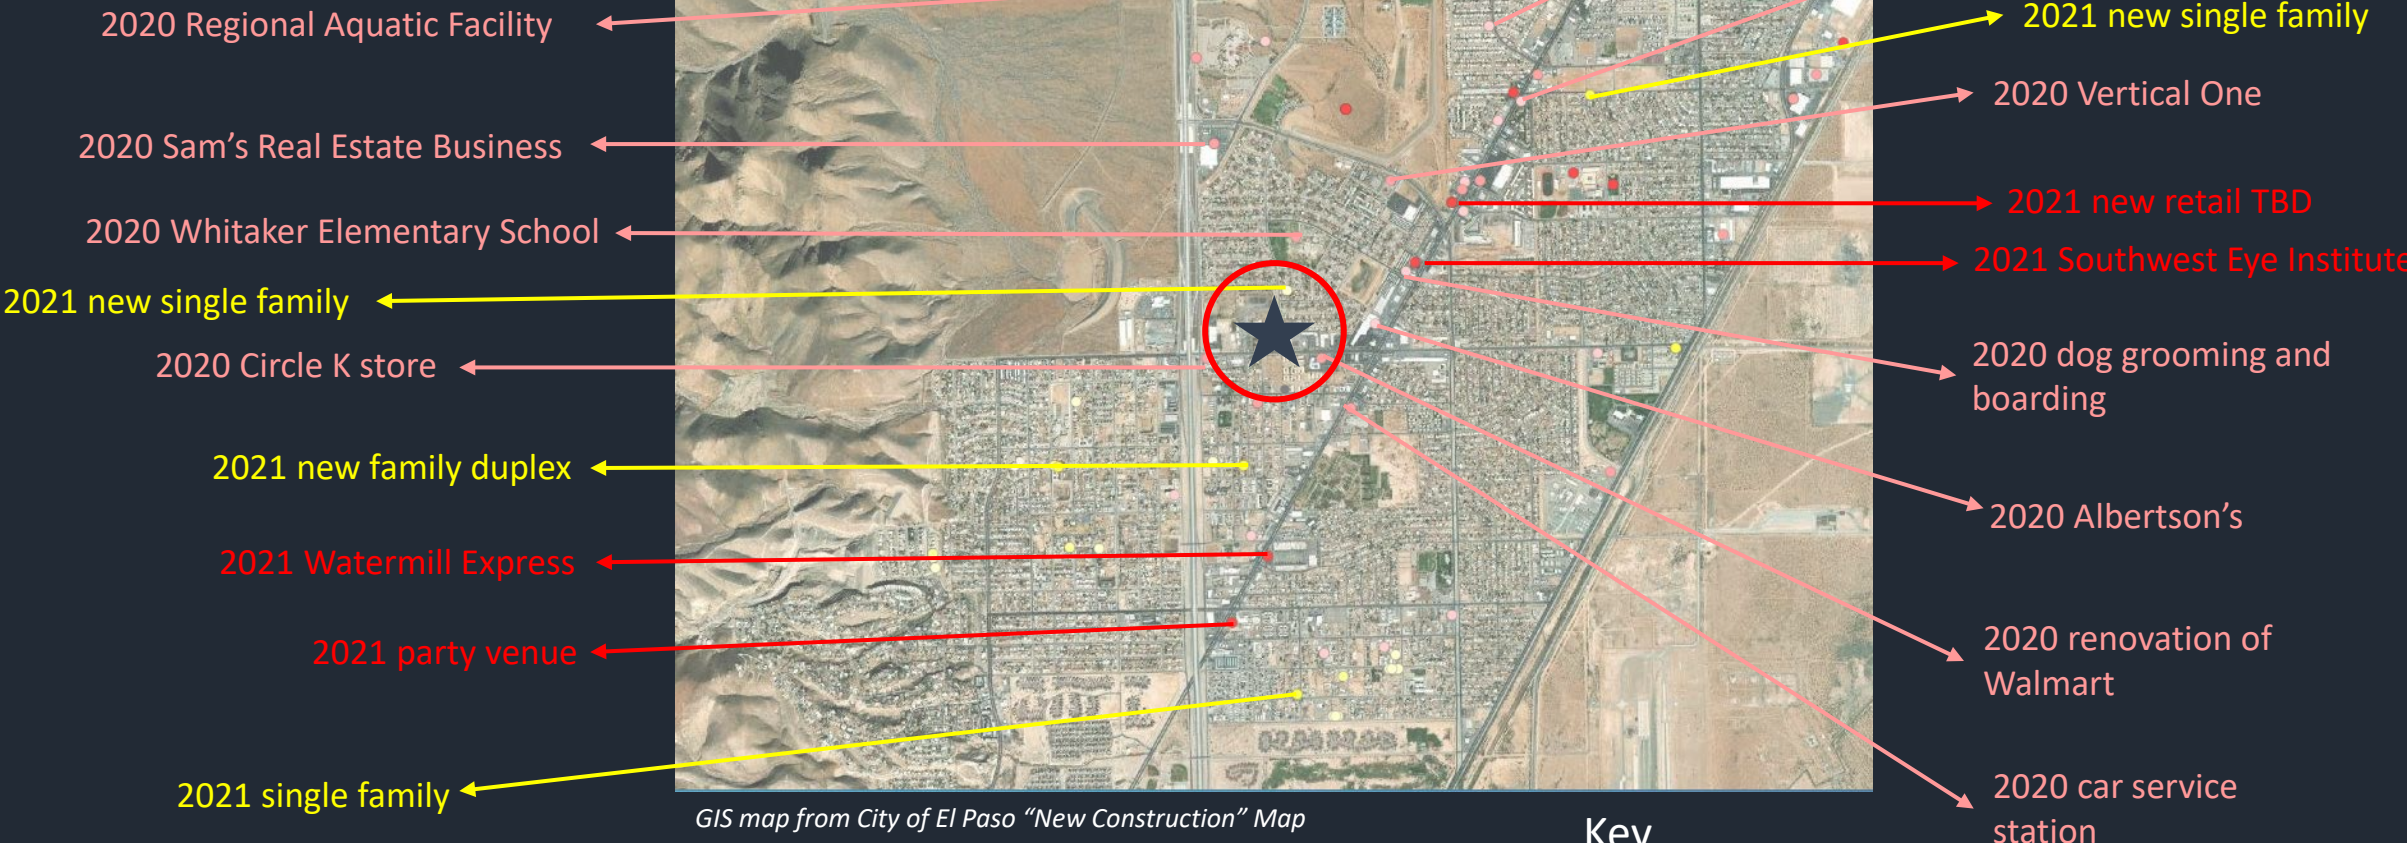 2020 Regional Aquatic Facility
2020 Sam's Real Estate Business
2020 Whitaker Elementary School
2021 new single family
2020 Circle K store
2021 new family duplex
2021 Watermill Express
2021 party venue
2021 single family
2021 new single family
2020 Vertical One
2021 new retail TBD
2021 Southwest Eye Institute
2020 dog grooming and
boarding
2020 Albertson's
2020 renovation of
Walmart
2020 car service
station
GIS map from City of El Paso “New Construction” Map
Key